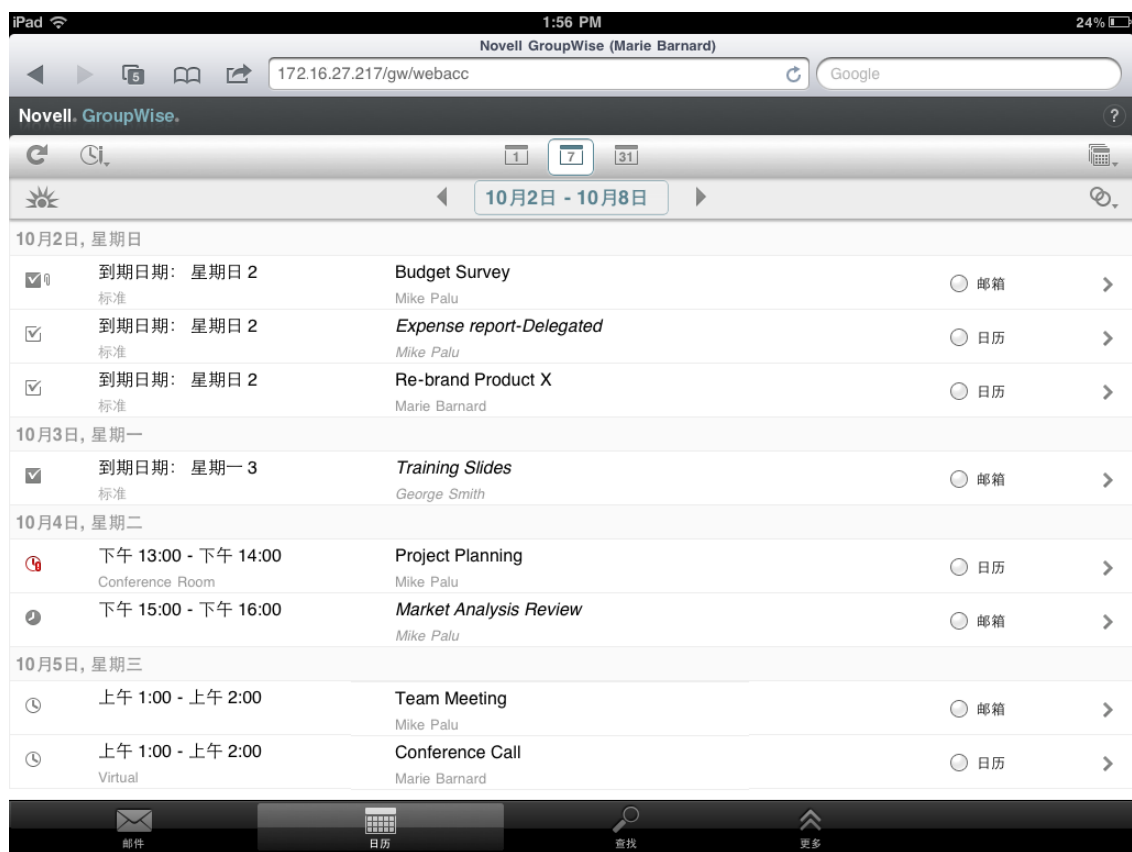 iPad 1:56 PM 24%
Novell GroupWise (Marie Barnard)
5 172.16.27.217/gw/webacc Google
Novell. GroupWise. ?
1 7 31
10月2日 - 10月8日
10月2日, 星期日
到期日期： 星期日 2 Budget Survey 邮箱
标准 Mike Palu
到期日期： 星期日 2 Expense report-Delegated 日历
标准 Mike Palu
到期日期： 星期日 2 Re-brand Product X 日历
标准 Marie Barnard
10月3日, 星期一
到期日期： 星期一 3 Training Slides 邮箱
标准 George Smith
10月4日, 星期二
下午 13:00 - 下午 14:00 Project Planning 日历
Conference Room Mike Palu
下午 15:00 - 下午 16:00 Market Analysis Review 邮箱
Mike Palu
10月5日, 星期三
上午 1:00 - 上午 2:00 Team Meeting 邮箱
Mike Palu
上午 1:00 - 上午 2:00 Conference Call 日历
Virtual Marie Barnard
邮件 日历 查找 更多